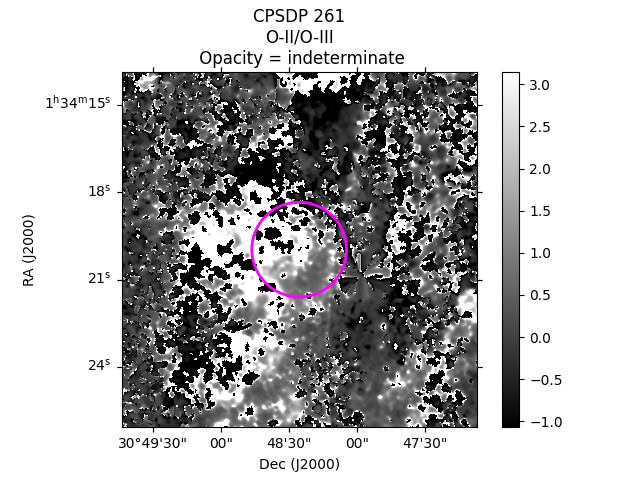 CPSDP 261
O-II/O-III
Opacity = indeterminate
1h34m15s
18s
21s
24s
RA (J2000)
30°49'30" 00" 48'30" 00" 47'30"
Dec (J2000)
3.0
2.5
2.0
1.5
1.0
0.5
0.0
−0.5
−1.0